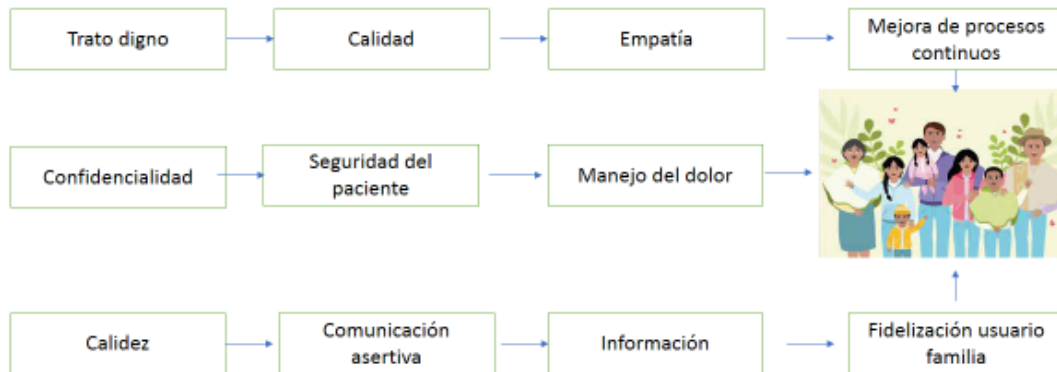 Trato digno
Calidad
Empatía
Mejora de procesos
continuos
Confidencialidad
Seguridad del
paciente
Manejo del dolor
Calidez
Comunicación
asertiva
Información
Fidelización usuario
familia